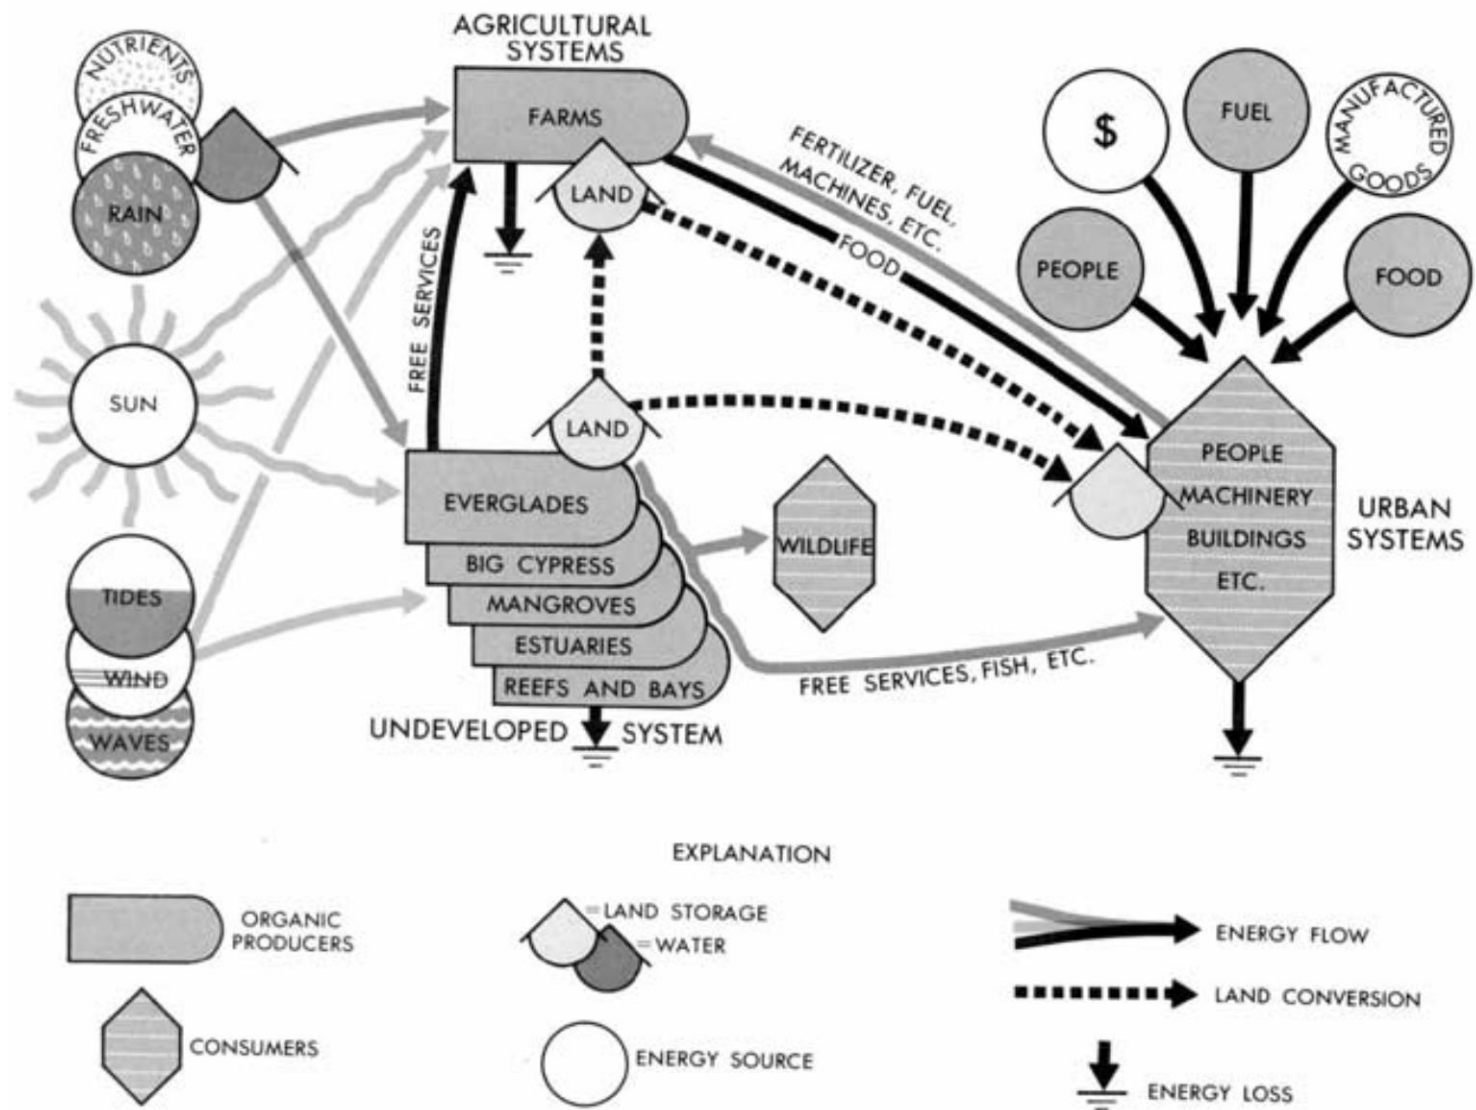 AGRICULTURAL
SYSTEMS
NUTRIENTS
FRESHWATER
RAIN
FARMS
LAND
FREE SERVICES
FERTILIZER, FUEL,
MACHINES, ETC.
FOOD
$
FUEL
MANUFACTURED
GOODS
PEOPLE
FOOD
SUN
LAND
EVERGLADES
BIG CYPRESS
MANGROVES
ESTUARIES
REEFS AND BAYS
UNDEVELOPED SYSTEM
WILDLIFE
FREE SERVICES, FISH, ETC.
PEOPLE
MACHINERY
BUILDINGS
ETC.
URBAN
SYSTEMS
TIDES
WIND
WAVES
EXPLANATION
ORGANIC
PRODUCERS
CONSUMERS
=LAND STORAGE
=WATER
ENERGY SOURCE
ENERGY FLOW
LAND CONVERSION
ENERGY LOSS